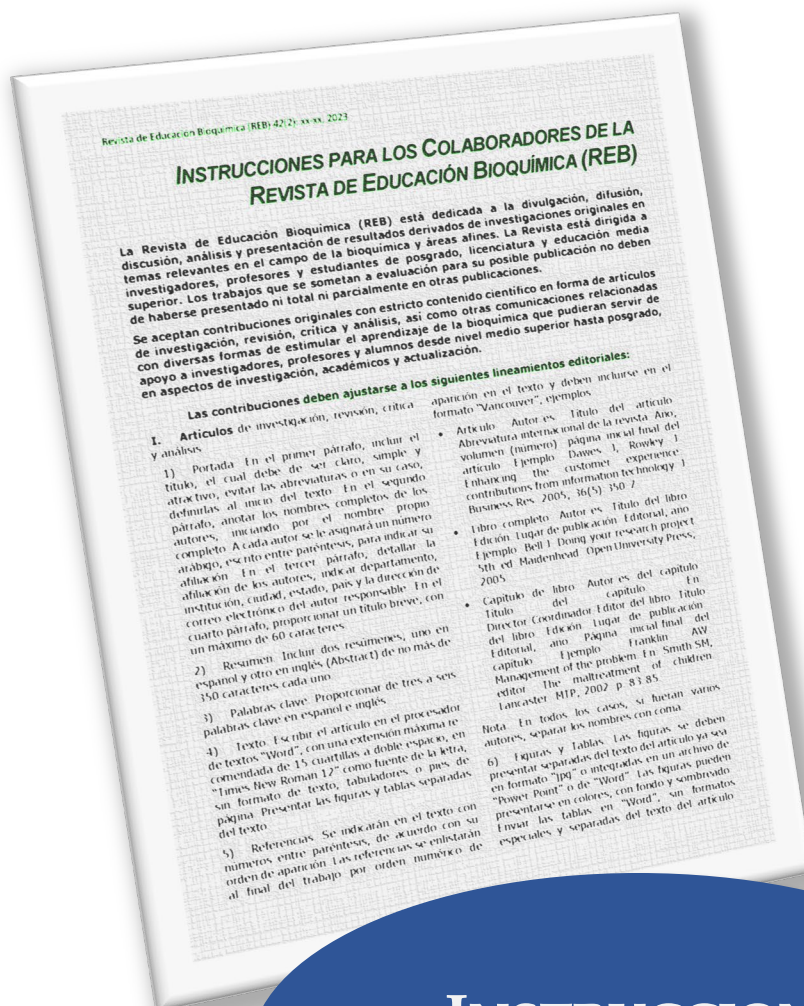 Revista de Educación Bioquímica (REB) 42(2): xx-xx, 2023
INSTRUCCIONES PARA LOS COLABORADORES DE LA
REVISTA DE EDUCACIÓN BIOQUÍMICA (REB)
La Revista de Educación Bioquímica (REB) está dedicada a la divulgación, difusión,
discusión, análisis y presentación de resultados derivados de investigaciones originales en
temas relevantes en el campo de la bioquímica y áreas afines. La Revista está dirigida a
investigadores, profesores y estudiantes de posgrado, licenciatura y educación media
superior. Los trabajos que se sometan a evaluación para su posible publicación no deben
de haberse presentado ni total ni parcialmente en otras publicaciones.
Se aceptan contribuciones originales con estricto contenido científico en forma de artículos
de investigación, revisión, crítica y análisis, así como otras comunicaciones relacionadas
con diversas formas de estimular el aprendizaje de la bioquímica que pudieran servir de
apoyo a investigadores, profesores y alumnos desde nivel medio superior hasta posgrado,
en aspectos de investigación, académicos y actualización.
Las contribuciones deben ajustarse a los siguientes lineamientos editoriales:
I. Artículos de investigación, revisión, crítica
y análisis
1) Portada En el primer párrafo, incluir el
título, el cual debe de ser claro, simple y
atractivo, evitar las abreviaturas o en su caso,
definirlas al inicio del texto En el segundo
párrafo, anotar los nombres completos de los
autores, iniciando por el nombre propio
completo A cada autor se le asignará un número
arábigo, escrito entre paréntesis, para indicar su
afiliación En el tercer párrafo, detallar la
afiliación de los autores, indicar departamento,
institución, ciudad, estado, país y la dirección de
correo electrónico del autor responsable En el
cuarto párrafo, proporcionar un título breve, con
un máximo de 60 caracteres
2) Resumen Incluir dos resúmenes, uno en
español y otro en inglés (Abstract) de no más de
350 caracteres cada uno
3) Palabras clave Proporcionar de tres a seis
palabras clave en español e inglés
4) Texto Escribir el artículo en el procesador
de textos "Word", con una extensión máxima re-
comendada de 15 cuartillas a doble espacio, en
"Times New Roman 12" como fuente de la letra,
sin formato de texto, tabuladores o pies de
página Presentar las figuras y tablas separadas
del texto
5) Referencias Se indicarán en el texto con
números entre paréntesis, de acuerdo con su
orden de aparición Las referencias se enlistarán
al final del trabajo por orden numérico de
aparición en el texto y deben incluirse en el
formato "Vancouver", ejemplos
• Artículo Autor es Título del artículo
Abreviatura internacional de la revista Año,
volumen (número) página inicial final del
artículo Ejemplo Dawes J, Rowley J
Enhancing the customer experience
contributions from information technology J
Business Res 2005, 36(5) 350 7
• Libro completo Autor es Título del libro
Edición Lugar de publicación Editorial, año
Ejemplo Bell J Doing your research project
5th ed Maidenhead Open University Press;
2005
• Capítulo de libro Autor es del capítulo
Título del capítulo En
Director Coordinador Editor del libro Título
del libro Edición Lugar de publicación
Editorial, año Página inicial final del
capítulo Ejemplo Franklin AW
Management of the problem En Smith SM,
editor The maltreatment of children
Lancaster MTP, 2002 p 83 85
Nota En todos los casos, si fueran varios
autores, separar los nombres con coma
6) Figuras y Tablas Las figuras se deben
presentar separadas del texto del artículo ya sea
en formato "jpg" o integradas en un archivo de
"Power Point" o de "Word" Las figuras pueden
presentarse en colores, con fondo y sombreado
Enviar las tablas en "Word", sin formatos
especiales y separadas del texto del artículo